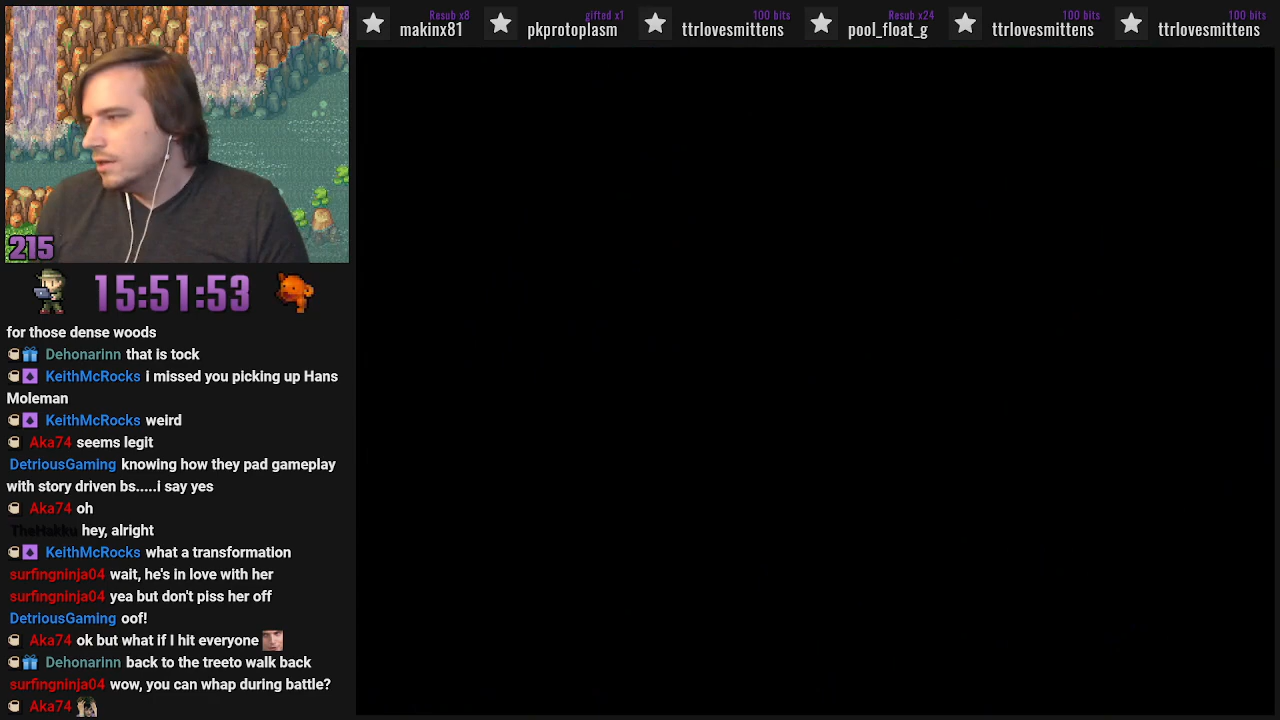 Resub x8
makinx81
gifted x1
pkprotoplasm
100 bits
ttrlovesmittens
Resub x24
pool_float_g
100 bits
ttrlovesmittens
100 bits
ttrlovesmittens
215
15:51:53
for those dense woods
Dehonarinn that is tock
KeithMcRocks i missed you picking up Hans
Moleman
KeithMcRocks weird
Aka74 seems legit
DetriousGaming knowing how they pad gameplay
with story driven bs.....i say yes
Aka74 oh
TheHakku hey, alright
KeithMcRocks what a transformation
surfingninja04 wait, he's in love with her
surfingninja04 yea but don't piss her off
DetriousGaming oof!
Aka74 ok but what if I hit everyone
Dehonarinn back to the treeto walk back
surfingninja04 wow, you can whap during battle?
Aka74